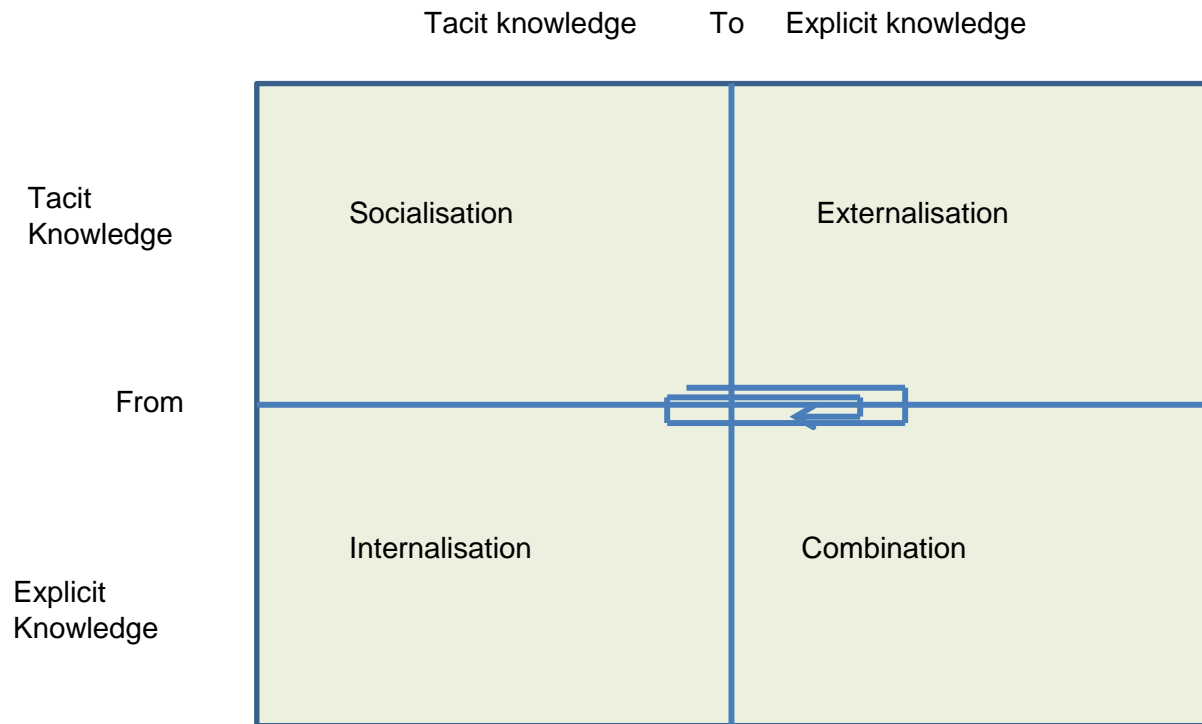 Tacit knowledge To Explicit knowledge
Tacit
Knowledge
Socialisation
Externalisation
From
Internalisation
Combination
Explicit
Knowledge